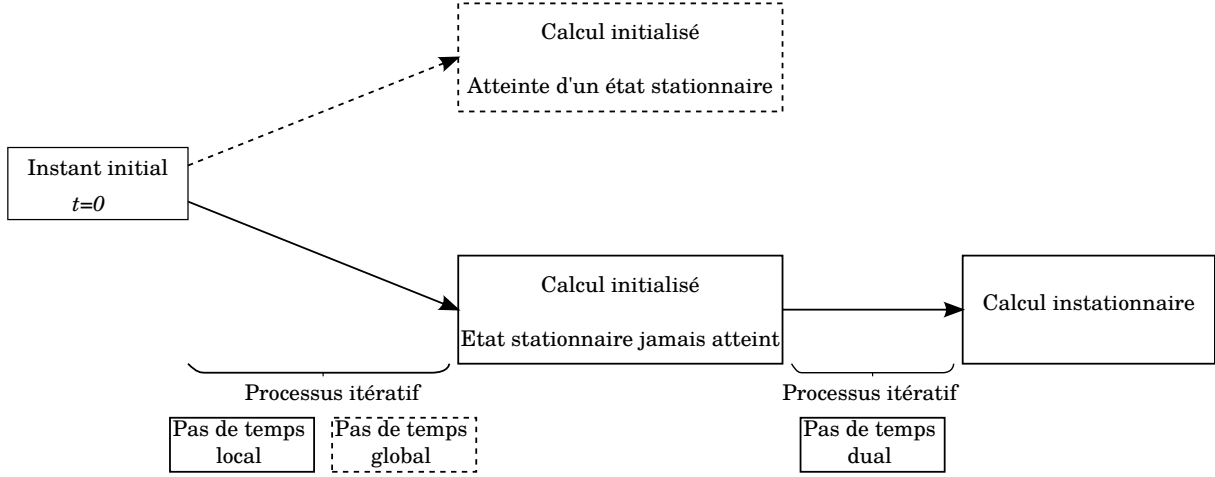 Calcul initialisé
Atteinte d'un état stationnaire
Instant initial
t=0
Calcul initialisé
Etat stationnaire jamais atteint
Calcul instationnaire
Processus itératif
Processus itératif
Pas de temps
local
Pas de temps
global
Pas de temps
dual